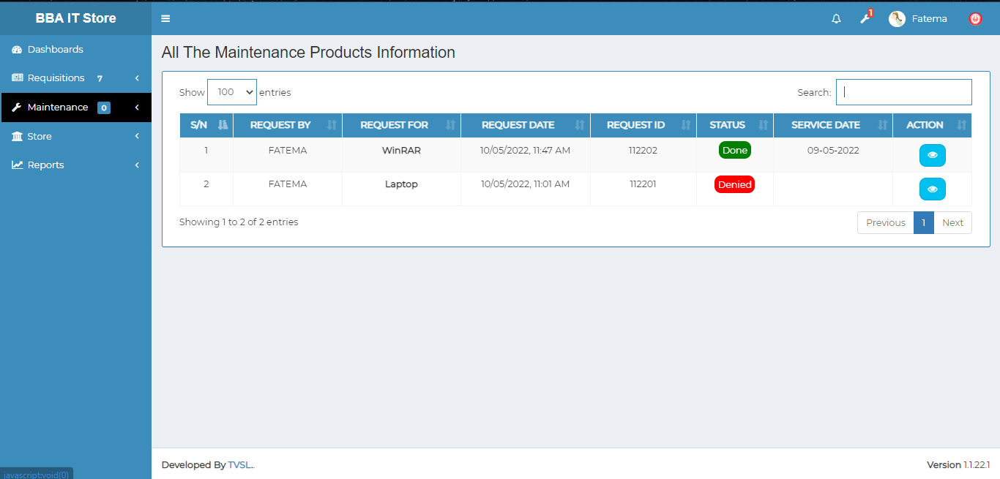 BBA IT Store
1
Fatema
Dashboards
Requisitions 7
Maintenance 0
Store
Reports
All The Maintenance Products Information
Show 100 entries
Search:
S/N REQUEST BY REQUEST FOR REQUEST DATE REQUEST ID STATUS SERVICE DATE ACTION
1 FATEMA WinRAR 10/05/2022, 11:47 AM 112202 Done 09-05-2022
2 FATEMA Laptop 10/05/2022, 11:01 AM 112201 Denied
Showing 1 to 2 of 2 entries
Previous 1 Next
Developed By TVSL..
Version 1.1.22.1
javascript:void(0)